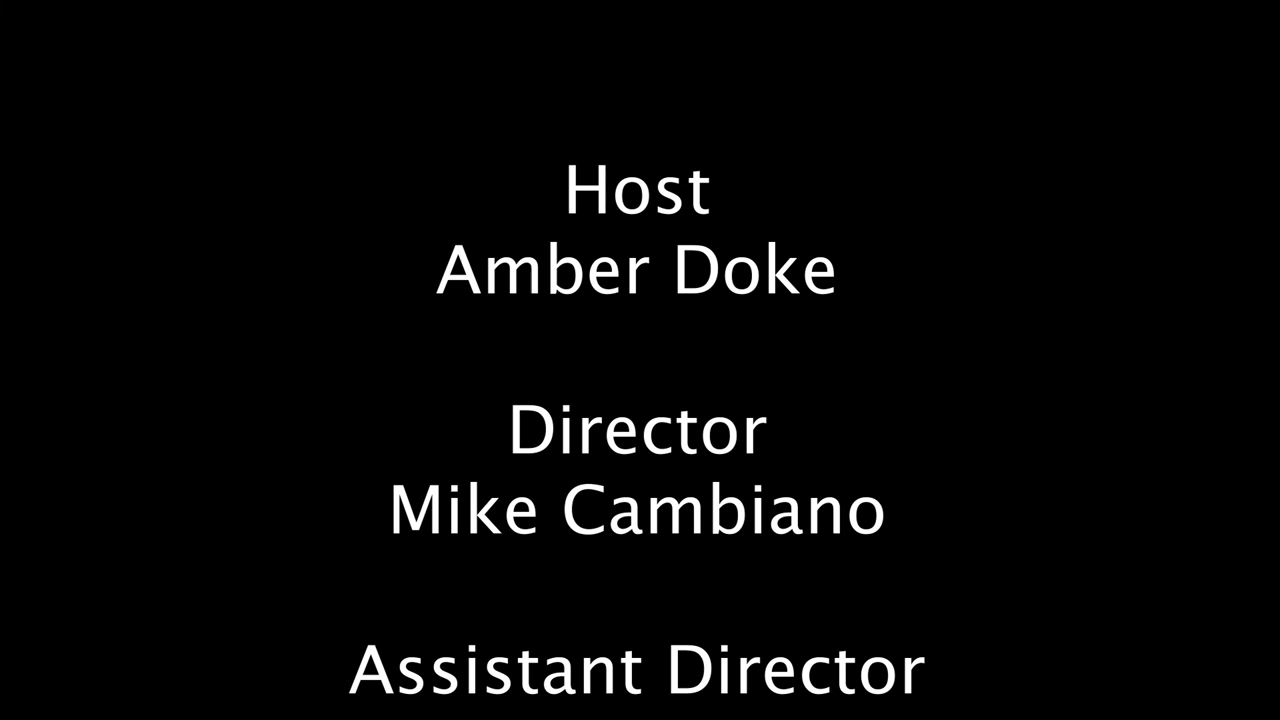 Host
Amber Doke
Director
Mike Cambiano
Assistant Director